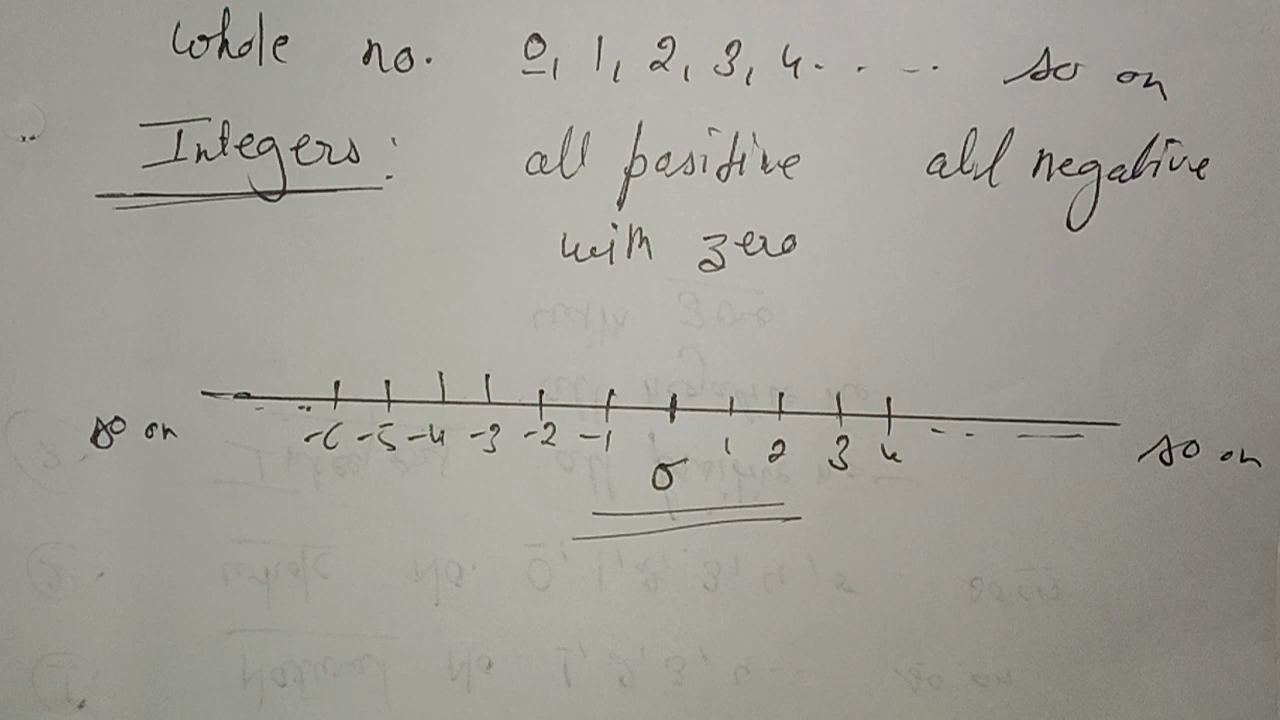 Whole no. 0, 1, 2, 3, 4 . . . . . so on
Integers: all positive all negative
with zero
so on -6 -5 -4 -3 -2 -1 0 1 2 3 4 . . — so on